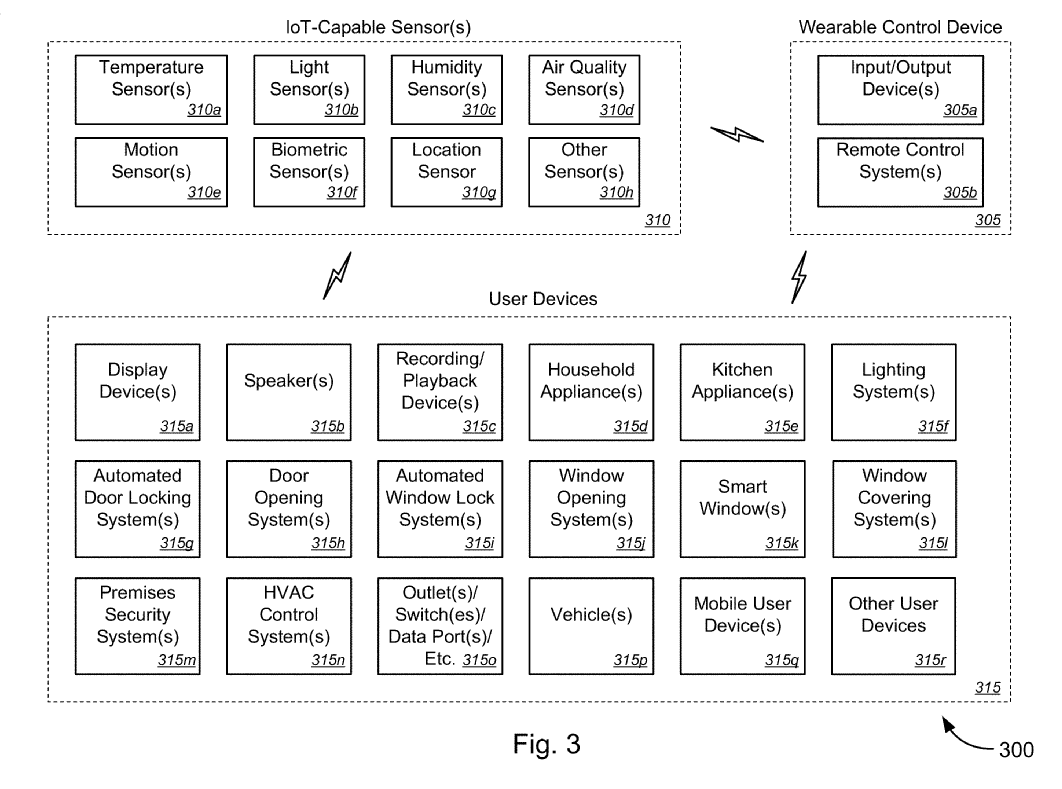 IoT-Capable Sensor(s)
Wearable Control Device
Temperature
Sensor(s)
310a
Light
Sensor(s)
310b
Humidity
Sensor(s)
310c
Air Quality
Sensor(s)
310d
Input/Output
Device(s)
305a
Motion
Sensor(s)
310e
Biometric
Sensor(s)
310f
Location
Sensor
310g
Other
Sensor(s)
310h
Remote Control
System(s)
305b
310
305
User Devices
Display
Device(s)
315a
Speaker(s)
315b
Recording/
Playback
Device(s)
315c
Household
Appliance(s)
315d
Kitchen
Appliance(s)
315e
Lighting
System(s)
315f
Automated
Door Locking
System(s)
315g
Door
Opening
System(s)
315h
Automated
Window Lock
System(s)
315i
Window
Opening
System(s)
315j
Smart
Window(s)
315k
Window
Covering
System(s)
315l
Premises
Security
System(s)
315m
HVAC
Control
System(s)
315n
Outlet(s)/
Switch(es)/
Data Port(s)/
Etc. 315o
Vehicle(s)
315p
Mobile User
Device(s)
315q
Other User
Devices
315r
315
300
Fig. 3